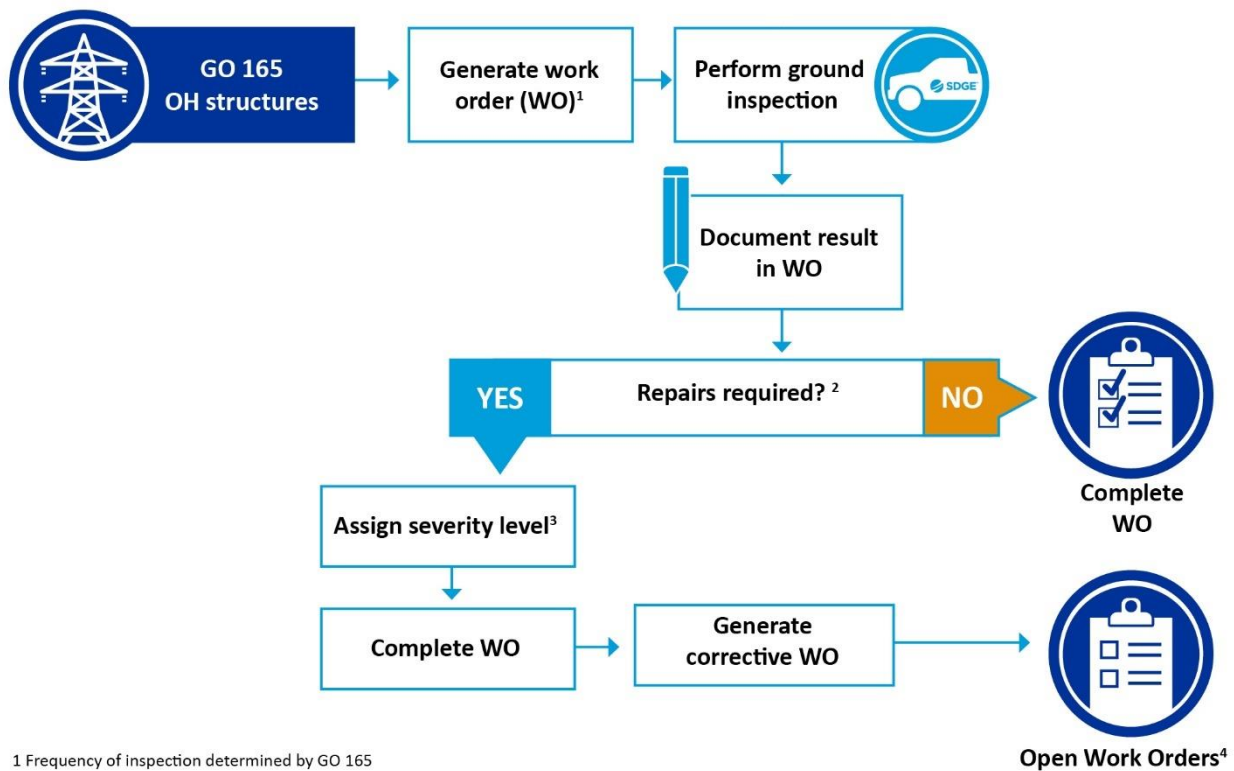 GO 165
OH structures
Generate work
order (WO)1
Perform ground
inspection
SDGE
Document result
in WO
YES
Repairs required? 2
NO
Complete
WO
Assign severity level3
Complete WO
Generate
corrective WO
Open Work Orders4
1 Frequency of inspection determined by GO 165